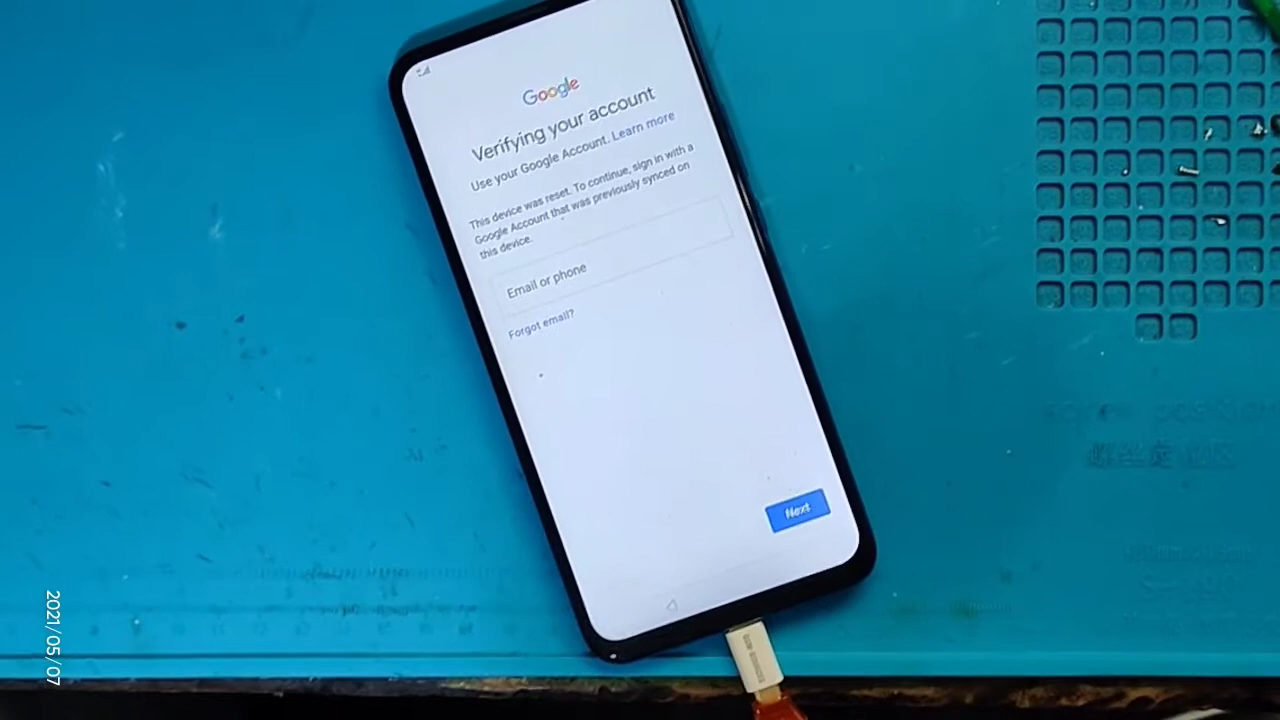 Google
Verifying your account
Use your Google Account. Learn more
This device was reset. To continue, sign in with a
Google Account that was previously synced on
this device.
Email or phone
Forgot email?
Next
2021/05/07